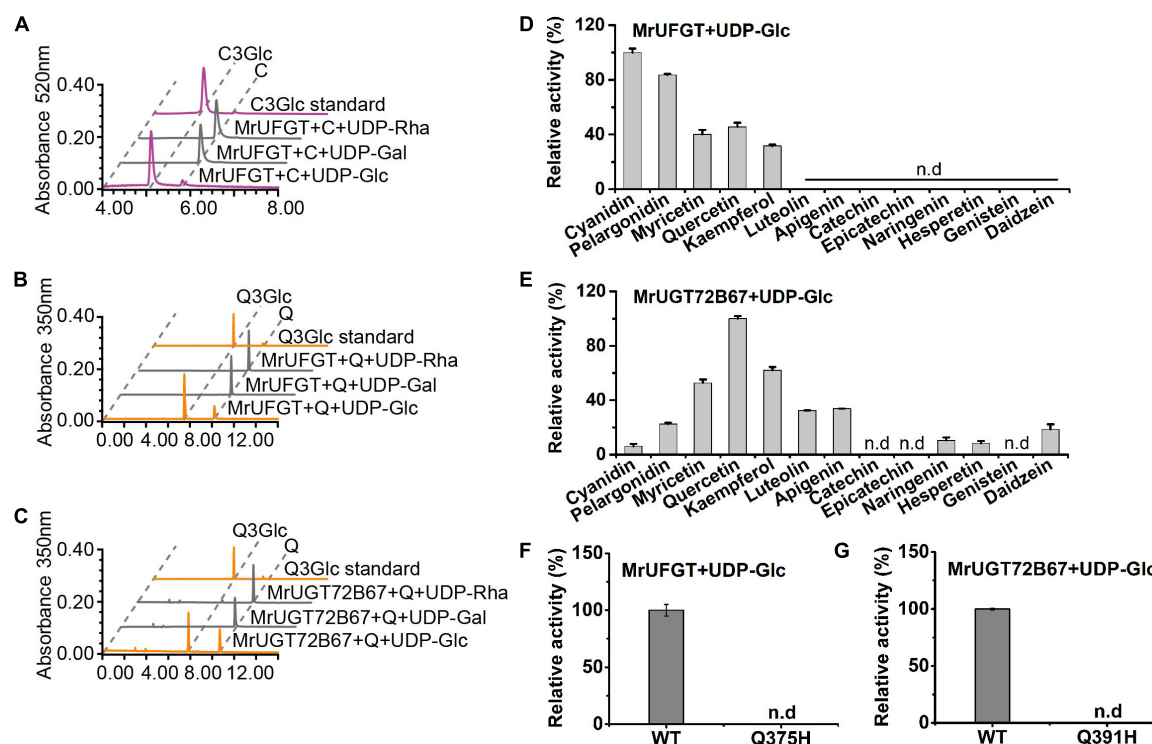 A
C3Glc
C
Absorbance 520nm
0.40
0.20
0.00
C3Glc standard
MrUFGT+C+UDP-Rha
MrUFGT+C+UDP-Gal
MrUFGT+C+UDP-Glc
4.00 6.00 8.00
B
Q3Glc
Q
Absorbance 350nm
0.40
0.20
0.00
Q3Glc standard
MrUFGT+Q+UDP-Rha
MrUFGT+Q+UDP-Gal
MrUFGT+Q+UDP-Glc
0.00 4.00 8.00 12.00
C
Q3Glc
Q
Absorbance 350nm
0.40
0.20
0.00
Q3Glc standard
MrUGT72B67+Q+UDP-Rha
MrUGT72B67+Q+UDP-Gal
MrUGT72B67+Q+UDP-Glc
0.00 4.00 8.00 12.00
D
MrUFGT+UDP-Glc
Relative activity (%)
120
80
40
0
n.d
Cyanidin
Pelargonidin
Myricetin
Quercetin
Kaempferol
Luteolin
Apigenin
Catechin
Epicatechin
Naringenin
Hesperetin
Genistein
Daidzein
E
MrUGT72B67+UDP-Glc
Relative activity (%)
120
80
40
0
n.d n.d n.d
Cyanidin
Pelargonidin
Myricetin
Quercetin
Kaempferol
Luteolin
Apigenin
Catechin
Epicatechin
Naringenin
Hesperetin
Genistein
Daidzein
F
MrUFGT+UDP-Glc
Relative activity (%)
150
100
50
0
n.d
WT Q375H
G
MrUGT72B67+UDP-Glc
Relative activity (%)
150
100
50
0
n.d
WT Q391H